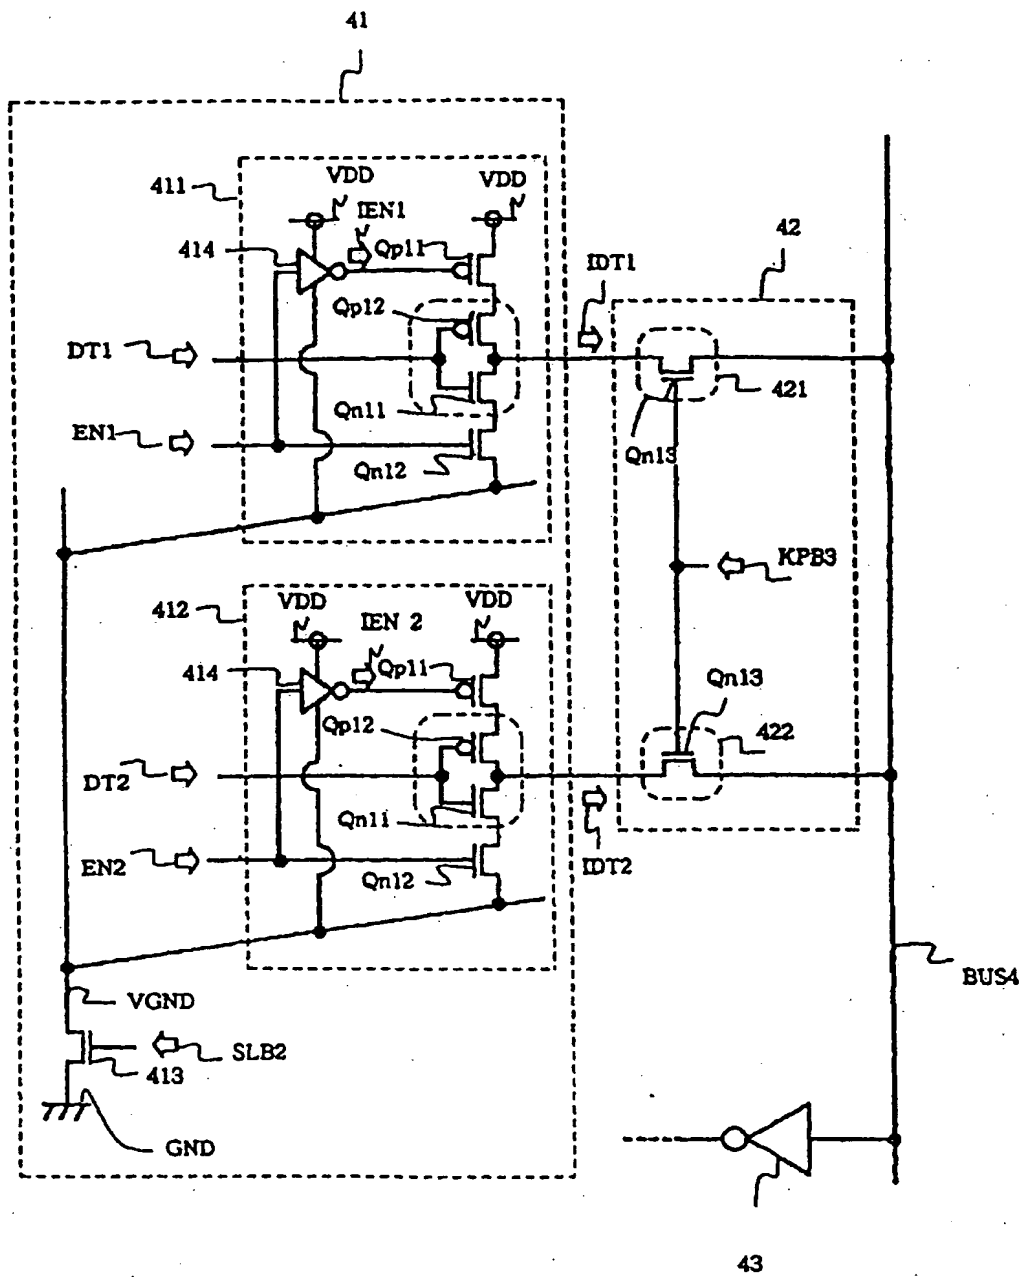 41
411
VDD
VDD
IEN1
414
Qp11
Qp12
DT1
Qn11
EN1
Qn12
IDT1
42
421
Qn13
KPB3
412
VDD
VDD
IEN 2
414
Qp11
Qp12
DT2
Qn11
EN2
Qn12
Qn13
422
IDT2
BUS4
VGND
SLB2
413
GND
43